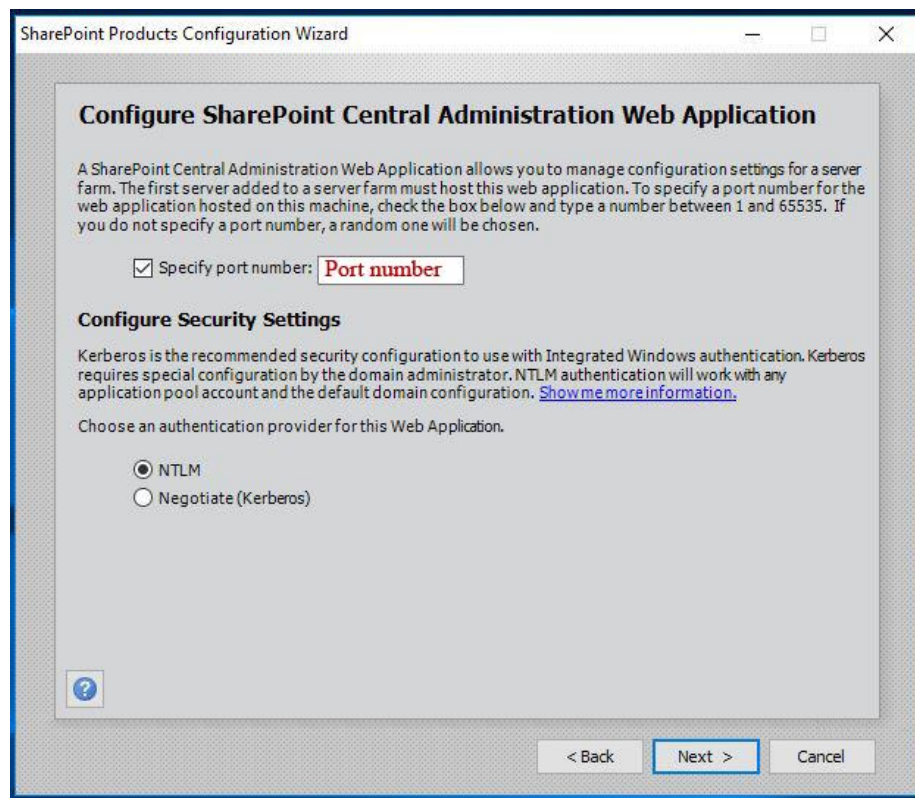 SharePoint Products Configuration Wizard
Configure SharePoint Central Administration Web Application
A SharePoint Central Administration Web Application allows you to manage configuration settings for a server
farm. The first server added to a server farm must host this web application. To specify a port number for the
web application hosted on this machine, check the box below and type a number between 1 and 65535. If
you do not specify a port number, a random one will be chosen.
Specify port number: Port number
Configure Security Settings
Kerberos is the recommended security configuration to use with Integrated Windows authentication. Kerberos
requires special configuration by the domain administrator. NTLM authentication will work with any
application pool account and the default domain configuration. Show me more information.
Choose an authentication provider for this Web Application.
NTLM
Negotiate (Kerberos)
?
< Back Next > Cancel